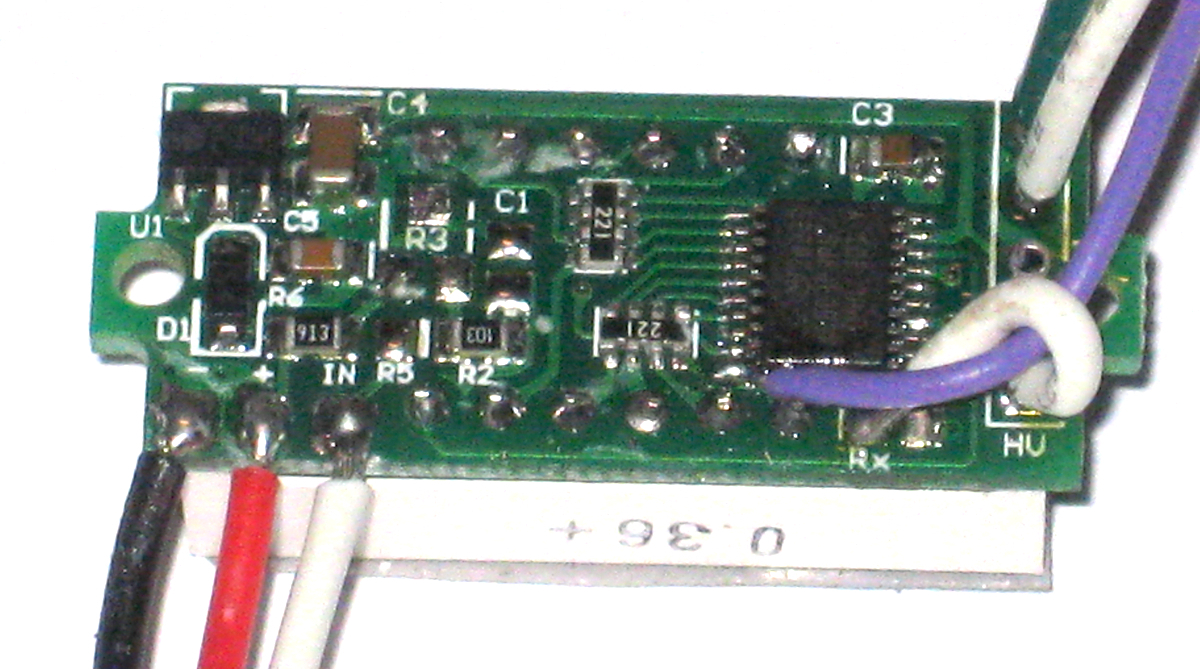 C4
C3
U1
C5
C1
R3
221
R6
D1
913
103
221
- +
IN
R5
R2
Rx
HV
0.36+